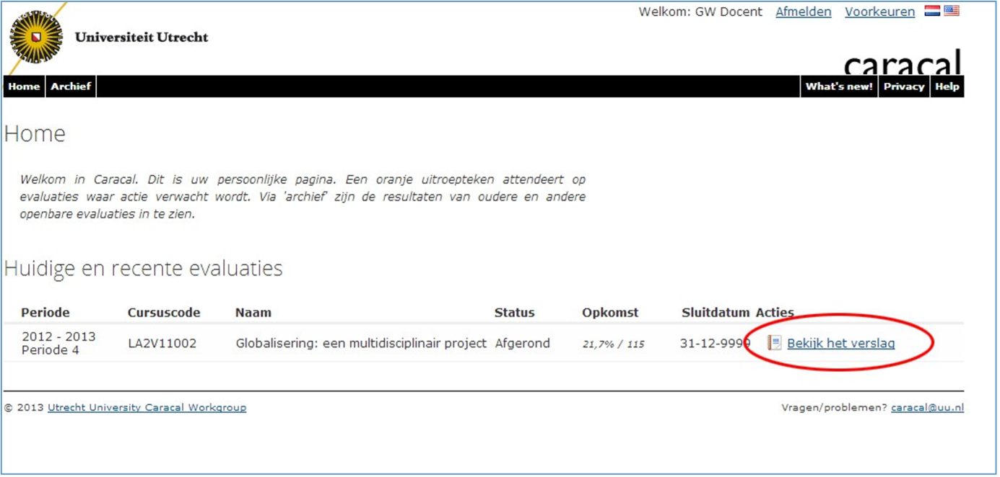 Welkom: GW Docent Afmelden Voorkeuren
Universiteit Utrecht
caracal
Home Archief What's new! Privacy Help
Home
Welkom in Caracal. Dit is uw persoonlijke pagina. Een oranje uitroepteken attendeert op
evaluaties waar actie verwacht wordt. Via 'archief' zijn de resultaten van oudere en andere
openbare evaluaties in te zien.
Huidige en recente evaluaties
Periode Cursuscode Naam Status Opkomst Sluitdatum Acties
2012 - 2013
Periode 4 LA2V11002 Globalisering: een multidisciplinair project Afgerond 21,7% / 115 31-12-9999 Bekijk het verslag
© 2013 Utrecht University Caracal Workgroup Vragen/problemen? caracal@uu.nl